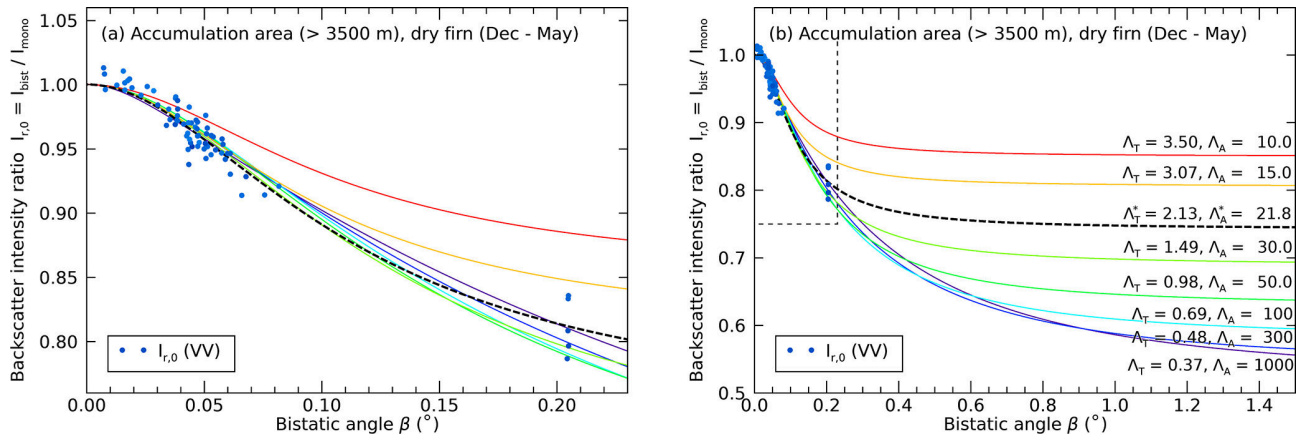 (a) Accumulation area (> 3500 m), dry firn (Dec - May)
Backscatter intensity ratio I_r,0 = I_bist / I_mono
1.05
1.00
0.95
0.90
0.85
0.80
I_r,0 (VV)
0.00 0.05 0.10 0.15 0.20
Bistatic angle β (°)
(b) Accumulation area (> 3500 m), dry firn (Dec - May)
Backscatter intensity ratio I_r,0 = I_bist / I_mono
1.0
0.9
0.8
0.7
0.6
0.5
Λ_T = 3.50, Λ_A = 10.0
Λ_T = 3.07, Λ_A = 15.0
Λ*_T = 2.13, Λ*_A = 21.8
Λ_T = 1.49, Λ_A = 30.0
Λ_T = 0.98, Λ_A = 50.0
Λ_T = 0.69, Λ_A = 100
Λ_T = 0.48, Λ_A = 300
Λ_T = 0.37, Λ_A = 1000
I_r,0 (VV)
0.0 0.2 0.4 0.6 0.8 1.0 1.2 1.4
Bistatic angle β (°)